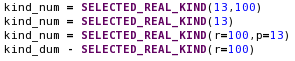 kind_num = SELECTED_REAL_KIND(13,100)
kind_num = SELECTED_REAL_KIND(13)
kind_num = SELECTED_REAL_KIND(r=100,p=13)
kind_dum - SELECTED_REAL_KIND(r=100)